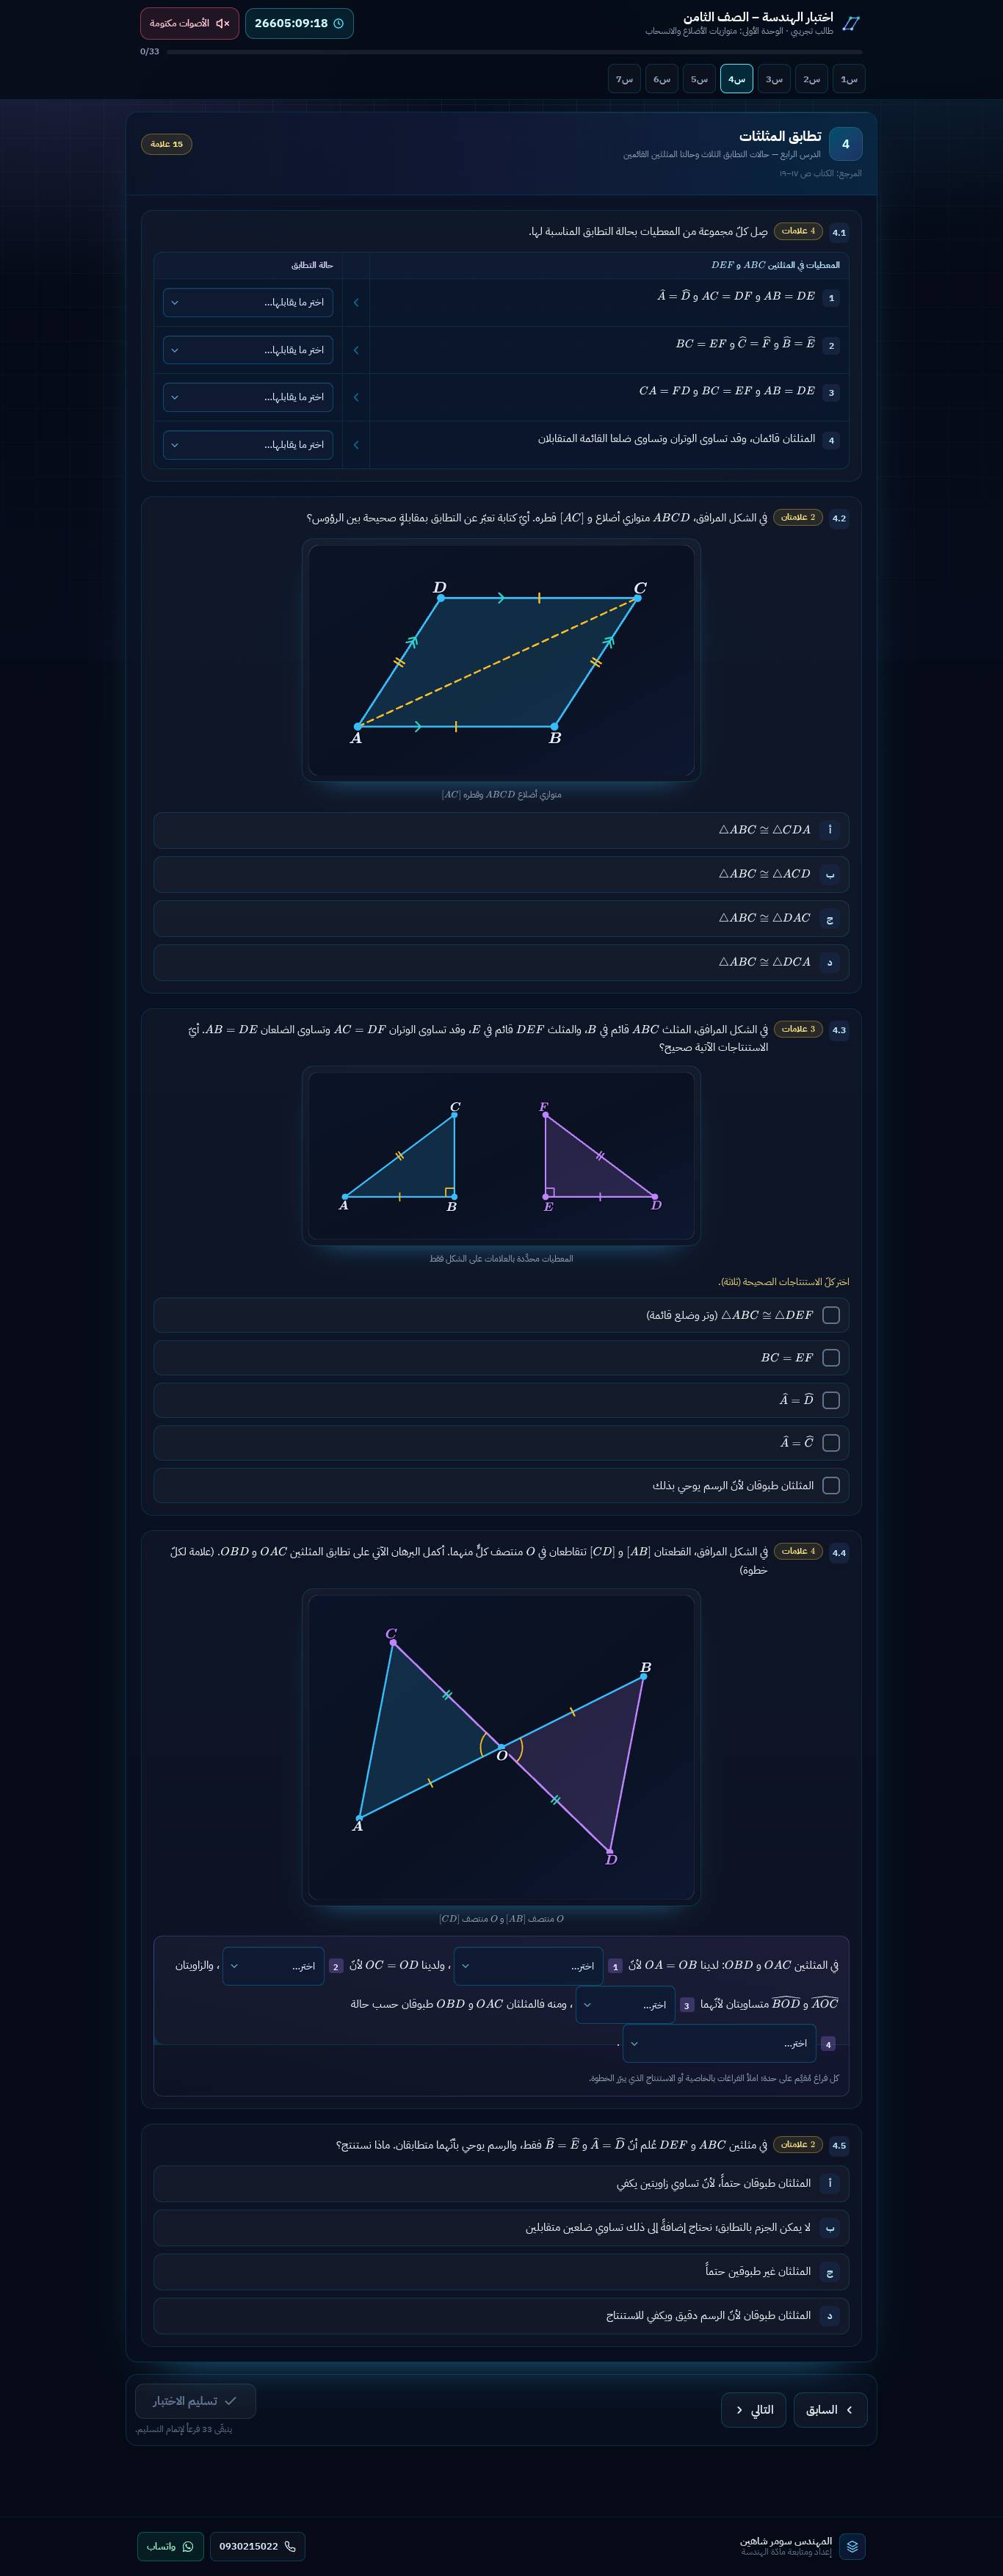 اختبار الهندسة – الصف الثامن
طالب تجريبي · الوحدة الأولى: متوازيات الأضلاع والانسحاب
26605:09:18
الأصوات مكتومة
0/33
س1
س2
س3
س4
س5
س6
س7
4
تطابق المثلثات
الدرس الرابع — حالات التطابق الثلاث وحالتا المثلثين القائمين
المرجع: الكتاب ص ١٧–١٩
15 علامة
4.1
4 علامات
صِل كلّ مجموعة من المعطيات بحالة التطابق المناسبة لها.
المعطيات في المثلثين ABC و DEF
حالة التطابق
1 AB = DE و AC = DF و Â = D̂
اختر ما يقابلها...
2 B̂ = Ê و Ĉ = F̂ و BC = EF
اختر ما يقابلها...
3 AB = DE و BC = EF و CA = FD
اختر ما يقابلها...
4 المثلثان قائمان، وقد تساوى الوتران وتساوى ضلعا القائمة المتقابلان
اختر ما يقابلها...
4.2
2 علامتان
في الشكل المرافق، ABCD متوازي أضلاع و [AC] قطره. أيّ كتابة تعبّر عن التطابق بمقابلةٍ صحيحة بين الرؤوس؟
D
C
A
B
متوازي أضلاع ABCD وقطره [AC]
أ △ABC ≅ △CDA
ب △ABC ≅ △ACD
ج △ABC ≅ △DAC
د △ABC ≅ △DCA
4.3
3 علامات
في الشكل المرافق، المثلث ABC قائم في B، والمثلث DEF قائم في E، وقد تساوى الوتران AC = DF وتساوى الضلعان AB = DE. أيّ
الاستنتاجات الآتية صحيح؟
C
F
A
B
E
D
المعطيات محدَّدة بالعلامات على الشكل فقط
اختر كلّ الاستنتاجات الصحيحة (ثلاثة).
△ABC ≅ △DEF (وتر وضلع قائمة)
BC = EF
Â = D̂
Â = Ĉ
المثلثان طبوقان لأنّ الرسم يوحي بذلك
4.4
4 علامات
في الشكل المرافق، القطعتان [AB] و [CD] تتقاطعان في O منتصف كلٍّ منهما. أكمل البرهان الآتي على تطابق المثلثين OAC و OBD. (علامة لكلّ
خطوة)
C
B
O
A
D
O منتصف [AB] و O منتصف [CD]
في المثلثين OAC و OBD: لدينا OA = OB لأنّ 1 اختر... ، ولدينا OC = OD لأنّ 2 اختر... ، والزاويتان
AOC و BOD متساويتان لأنّهما 3 اختر... ، ومنه فالمثلثان OAC و OBD طبوقان حسب حالة
4 اختر... .
كل فراغ مُقيَّم على حدة؛ املأ الفراغات بالخاصية أو الاستنتاج الذي يبرّر الخطوة.
4.5
2 علامتان
في مثلثين ABC و DEF عُلم أنّ Â = D̂ و B̂ = Ê فقط، والرسم يوحي بأنّهما متطابقان. ماذا نستنتج؟
أ المثلثان طبوقان حتماً، لأنّ تساوي زاويتين يكفي
ب لا يمكن الجزم بالتطابق؛ نحتاج إضافةً إلى ذلك تساوي ضلعين متقابلين
ج المثلثان غير طبوقين حتماً
د المثلثان طبوقان لأنّ الرسم دقيق ويكفي للاستنتاج
السابق
التالي
تسليم الاختبار
يتبقّى 33 فرعاً لإتمام التسليم.
المهندس سومر شاهين
إعداد ومتابعة مادّة الهندسة
0930215022
واتساب